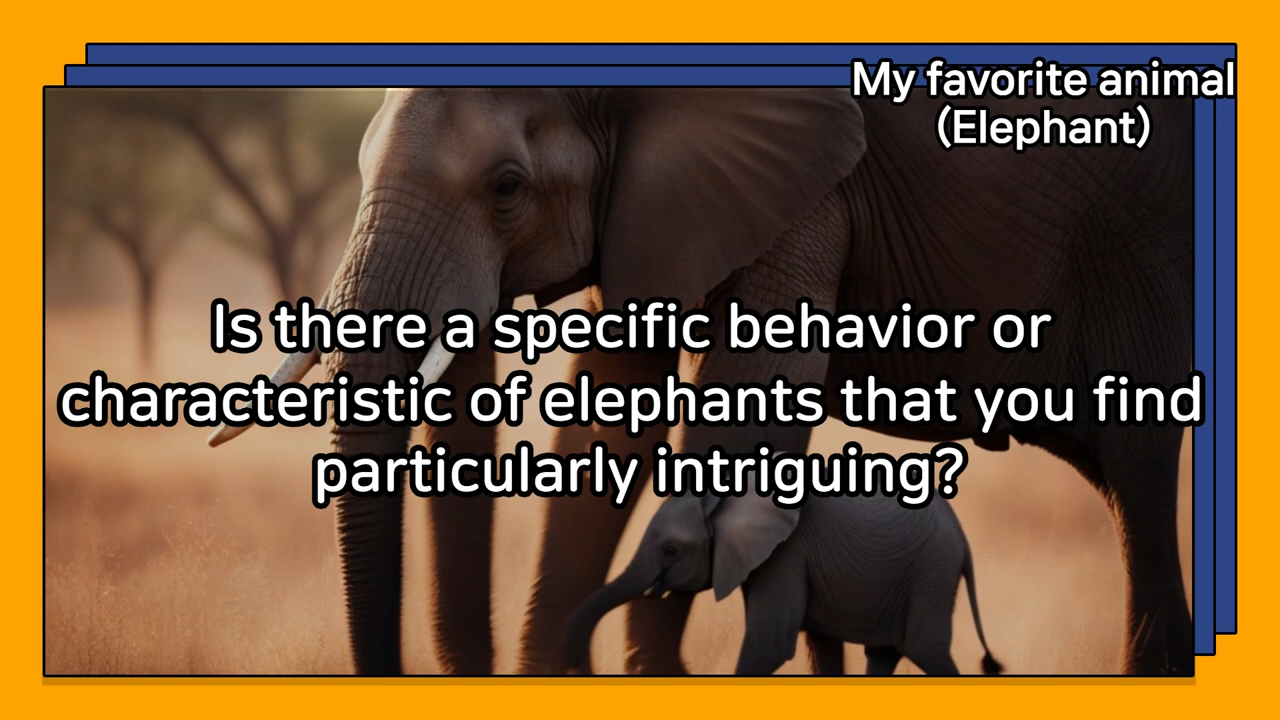 My favorite animal
(Elephant)
Is there a specific behavior or
characteristic of elephants that you find
particularly intriguing?